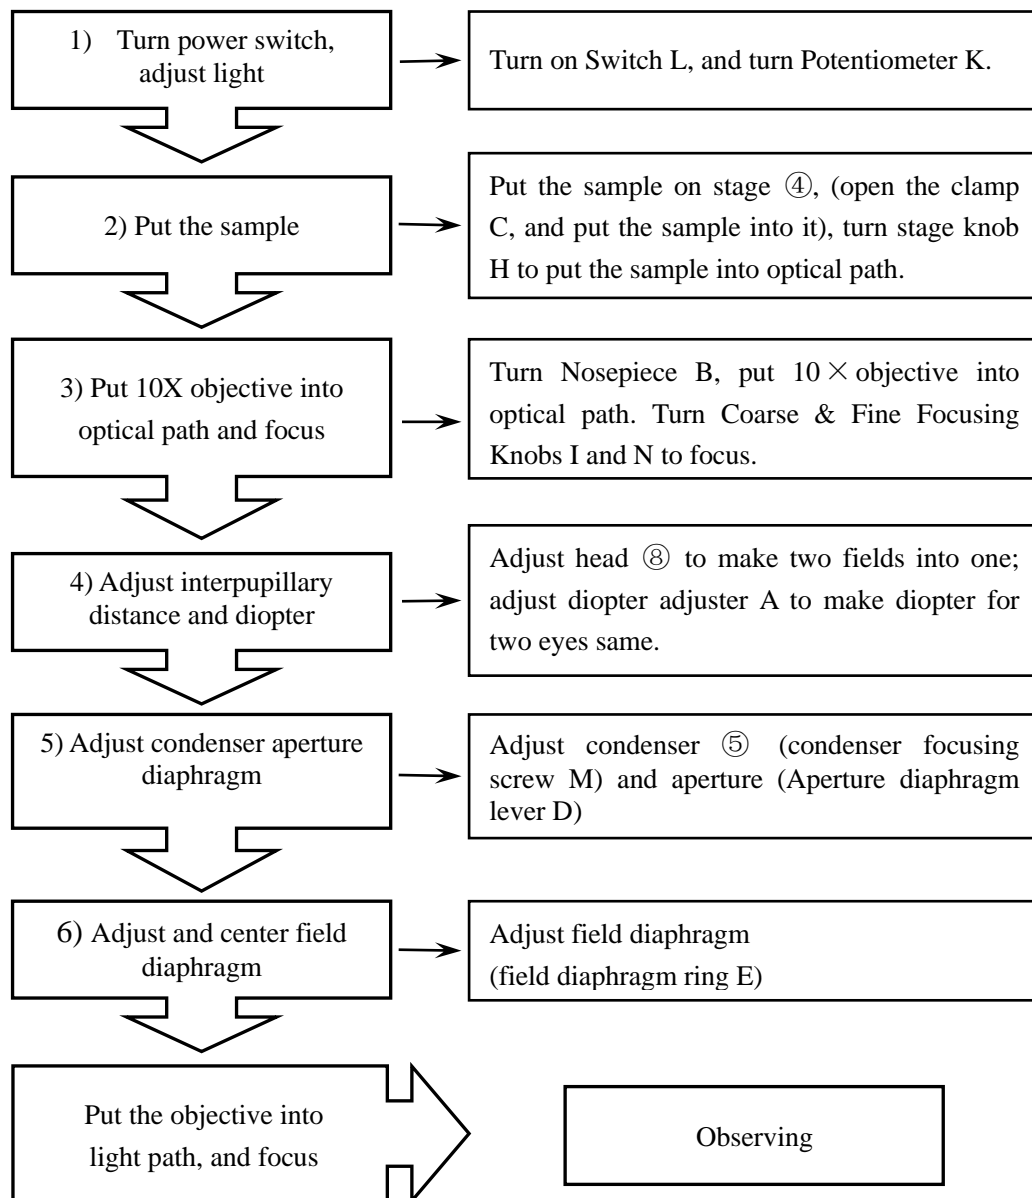 1) Turn power switch,
adjust light
Turn on Switch L, and turn Potentiometer K.
2) Put the sample
Put the sample on stage ④, (open the clamp
C, and put the sample into it), turn stage knob
H to put the sample into optical path.
3) Put 10X objective into
optical path and focus
Turn Nosepiece B, put 10×objective into
optical path. Turn Coarse & Fine Focusing
Knobs I and N to focus.
4) Adjust interpupillary
distance and diopter
Adjust head ⑧ to make two fields into one;
adjust diopter adjuster A to make diopter for
two eyes same.
5) Adjust condenser aperture
diaphragm
Adjust condenser ⑤ (condenser focusing
screw M) and aperture (Aperture diaphragm
lever D)
6) Adjust and center field
diaphragm
Adjust field diaphragm
(field diaphragm ring E)
Put the objective into
light path, and focus
Observing